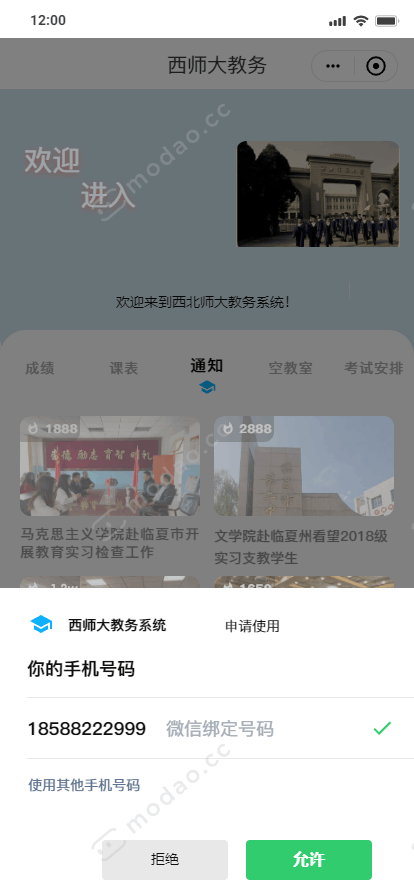 12:00
西师大教务
欢迎
进入
欢迎来到西北师大教务系统！
成绩 课表 通知 空教室 考试安排
1888
2888
马克思主义学院赴临夏市开
展教育实习检查工作
文学院赴临夏州看望2018级
实习支教学生
西师大教务系统 申请使用
你的手机号码
18588222999 微信绑定号码
使用其他手机号码
拒绝 允许
modao.cc
modao.cc
modao.cc